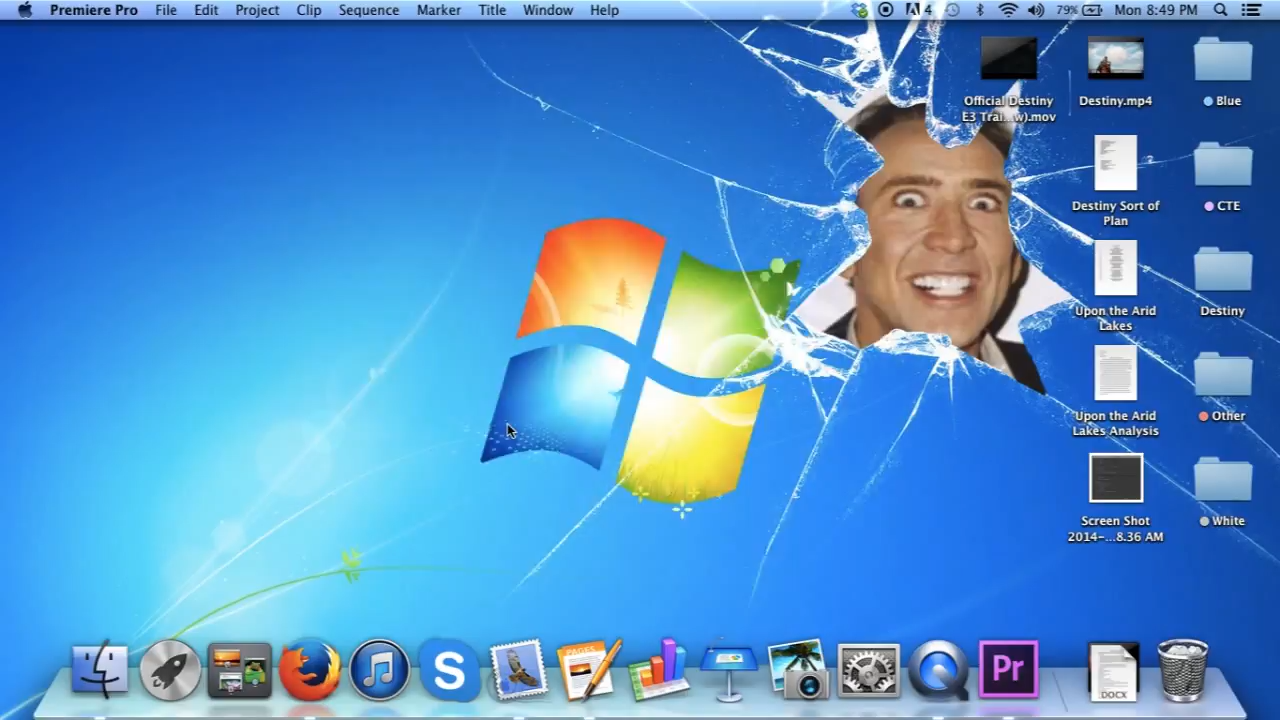 Premiere Pro File Edit Project Clip Sequence Marker Title Window Help 4 79% Mon 8:49 PM
Official Destiny
E3 Trai...w).mov
Destiny.mp4
Blue
Destiny Sort of
Plan
CTE
Upon the Arid
Lakes
Destiny
Upon the Arid
Lakes Analysis
Other
Screen Shot
2014-...8.36 AM
White
S
PAGES
Pr
DOCX